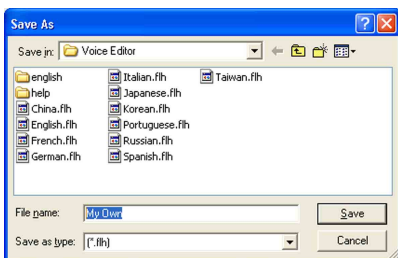 Save As
Save in: Voice Editor
english
help
China.flh
English.flh
French.flh
German.flh
Italian.flh
Japanese.flh
Korean.flh
Portuguese.flh
Russian.flh
Spanish.flh
Taiwan.flh
File name: My Own
Save
Save as type: (*.flh)
Cancel